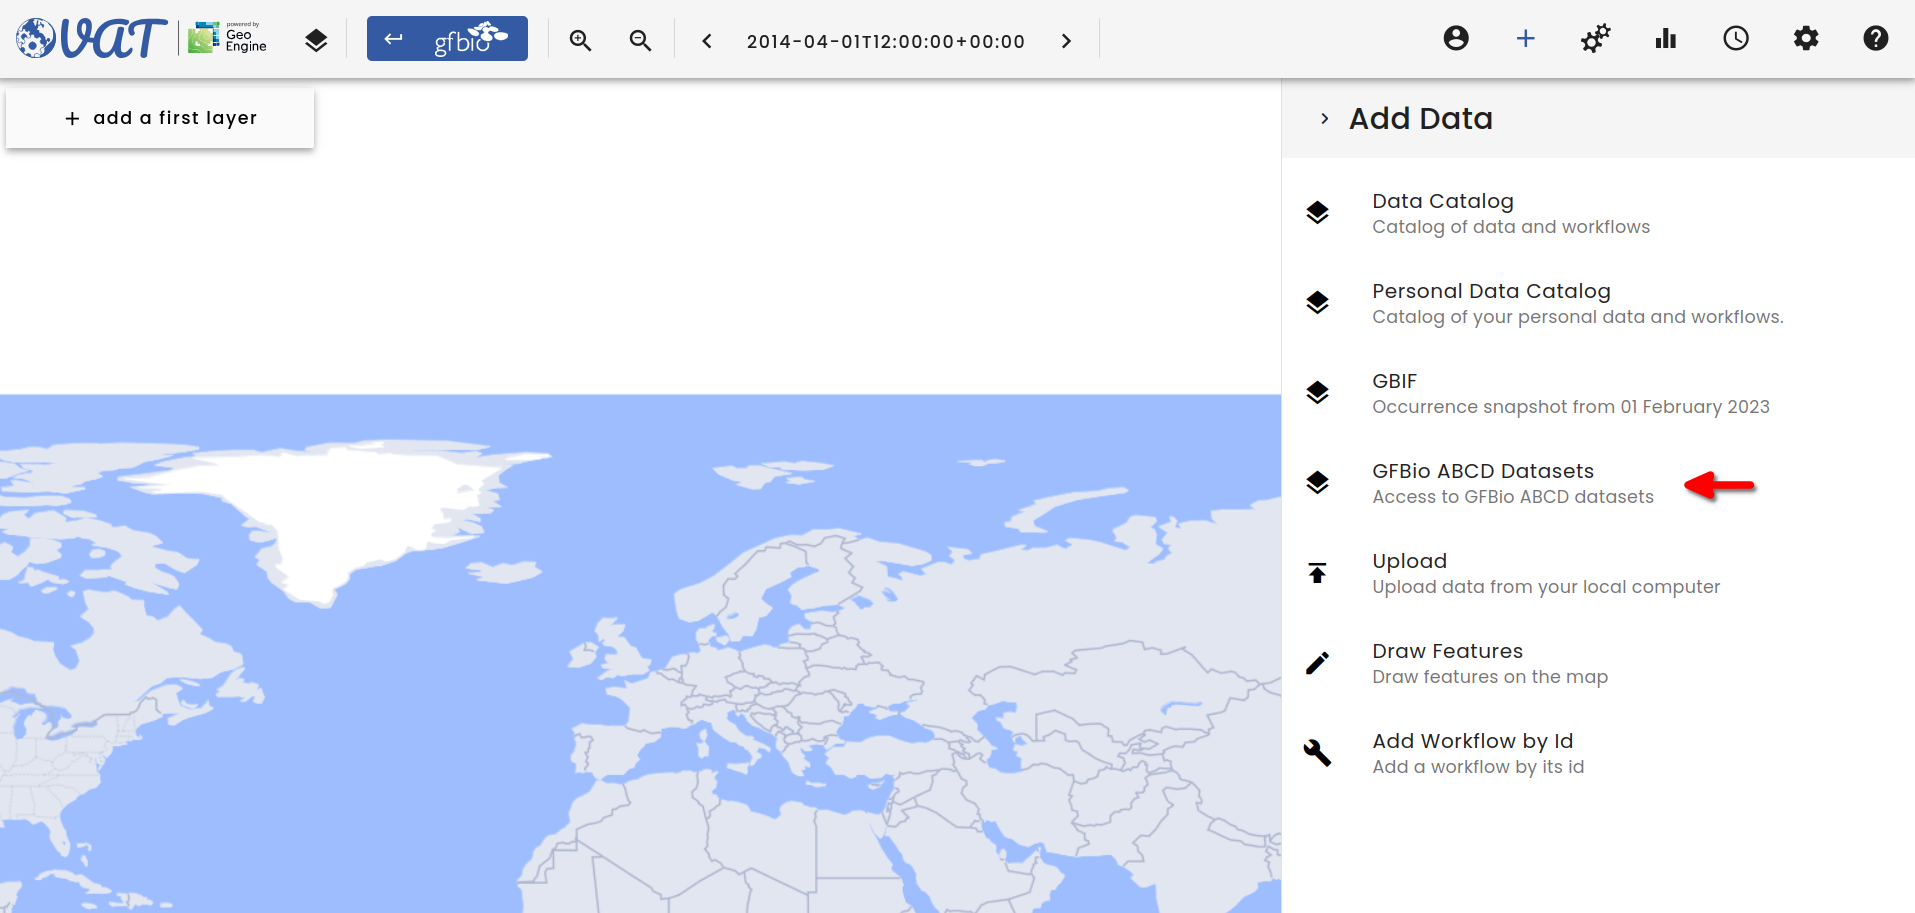 VAT
powered by
Geo
Engine
gfbio
2014-04-01T12:00:00+00:00
+ add a first layer
Add Data
Data Catalog
Catalog of data and workflows
Personal Data Catalog
Catalog of your personal data and workflows.
GBIF
Occurrence snapshot from 01 February 2023
GFBio ABCD Datasets
Access to GFBio ABCD datasets
Upload
Upload data from your local computer
Draw Features
Draw features on the map
Add Workflow by Id
Add a workflow by its id